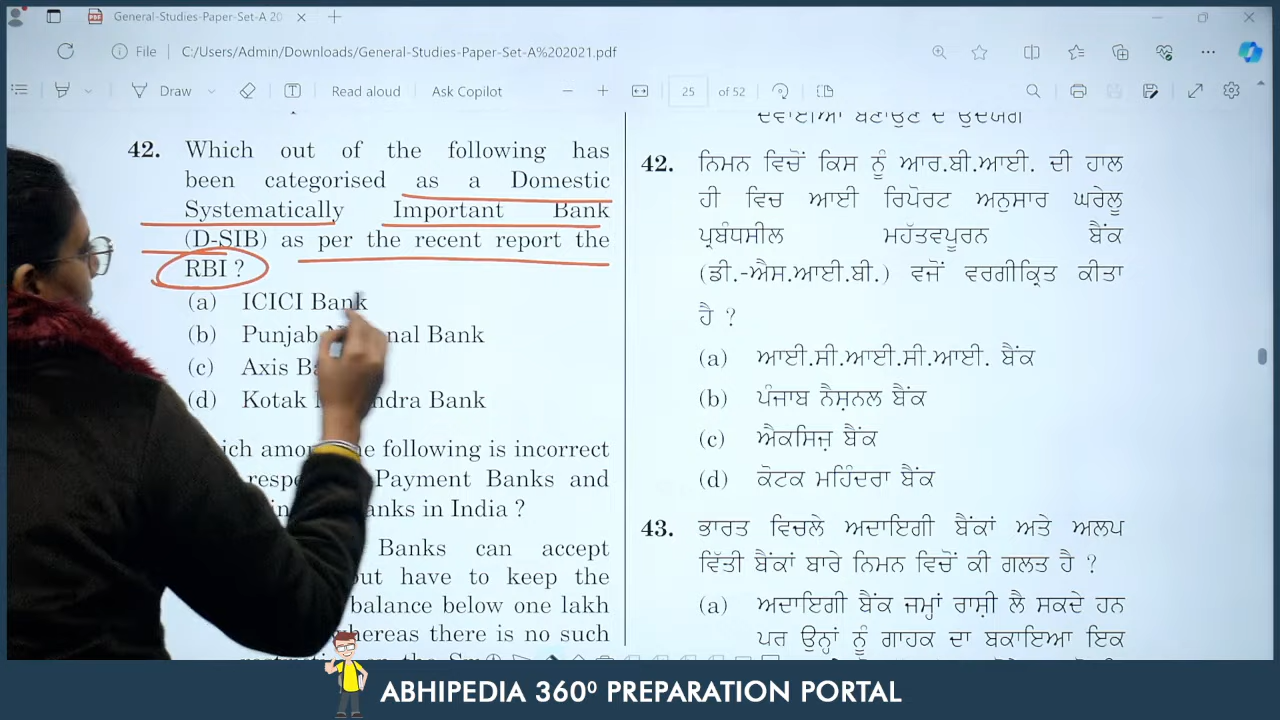 General-Studies-Paper-Set-A 20
File
C:/Users/Admin/Downloads/General-Studies-Paper-Set-A%202021.pdf
Draw
Read aloud
Ask Copilot
25
of 52
42. Which out of the following has
been categorised as a Domestic
Systematically Important Bank
(D-SIB) as per the recent report the
RBI ?
(a) ICICI Bank
(b) Punjab Bank
(c) Axis
(d) Kotak Bank
following is incorrect
Payment Banks and
in India ?
Banks can accept
have to keep the
balance below one lakh
whereas there is no such
ਦਵਾਈਆਂ ਬਣਾਉਣ ਦੇ ਉਦਯੋਗ
42. ਨਿਮਨ ਵਿਚੋਂ ਕਿਸ ਨੂੰ ਆਰ.ਬੀ.ਆਈ. ਦੀ ਹਾਲ
ਹੀ ਵਿਚ ਆਈ ਰਿਪੋਰਟ ਅਨੁਸਾਰ ਘਰੇਲੂ
ਪ੍ਰਬੰਧਸੀਲ ਮਹੱਤਵਪੂਰਨ ਬੈਂਕ
(ਡੀ.-ਐਸ.ਆਈ.ਬੀ.) ਵਜੋਂ ਵਰਗੀਕ੍ਰਿਤ ਕੀਤਾ
ਹੈ ?
(a) ਆਈ.ਸੀ.ਆਈ.ਸੀ.ਆਈ. ਬੈਂਕ
(b) ਪੰਜਾਬ ਨੈਸ਼ਨਲ ਬੈਂਕ
(c) ਐਕਸਿਜ਼ ਬੈਂਕ
(d) ਕੋਟਕ ਮਹਿੰਦਰਾ ਬੈਂਕ
43. ਭਾਰਤ ਵਿਚਲੇ ਅਦਾਇਗੀ ਬੈਂਕਾਂ ਅਤੇ ਅਲਪ
ਵਿੱਤੀ ਬੈਂਕਾਂ ਬਾਰੇ ਨਿਮਨ ਵਿਚੋਂ ਕੀ ਗਲਤ ਹੈ ?
(a) ਅਦਾਇਗੀ ਬੈਂਕ ਜਮ੍ਹਾਂ ਰਾਸ਼ੀ ਲੈ ਸਕਦੇ ਹਨ
ਪਰ ਉਨ੍ਹਾਂ ਨੂੰ ਗਾਹਕ ਦਾ ਬਕਾਇਆ ਇਕ
ABHIPEDIA 360⁰ PREPARATION PORTAL